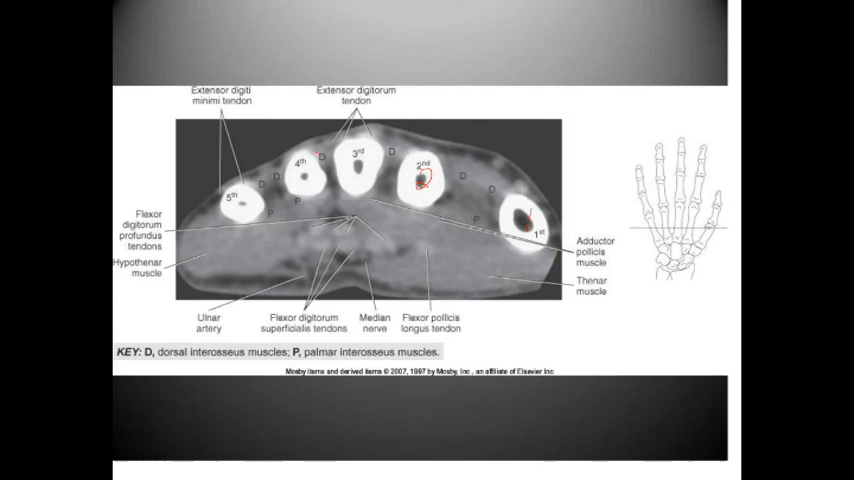 Extensor digiti
minimi tendon
Extensor digitorum
tendon
5th
4th
3rd
2nd
1st
D
D
D
D
D
D
P
P
P
Flexor
digitorum
profundus
tendons
Hypothenar
muscle
Adductor
pollicis
muscle
Thenar
muscle
Ulnar
artery
Flexor digitorum
superficialis tendons
Median
nerve
Flexor pollicis
longus tendon
KEY: D, dorsal interosseus muscles; P, palmar interosseus muscles.
Mosby items and derived items © 2007, 1997 by Mosby, Inc., an affiliate of Elsevier Inc.